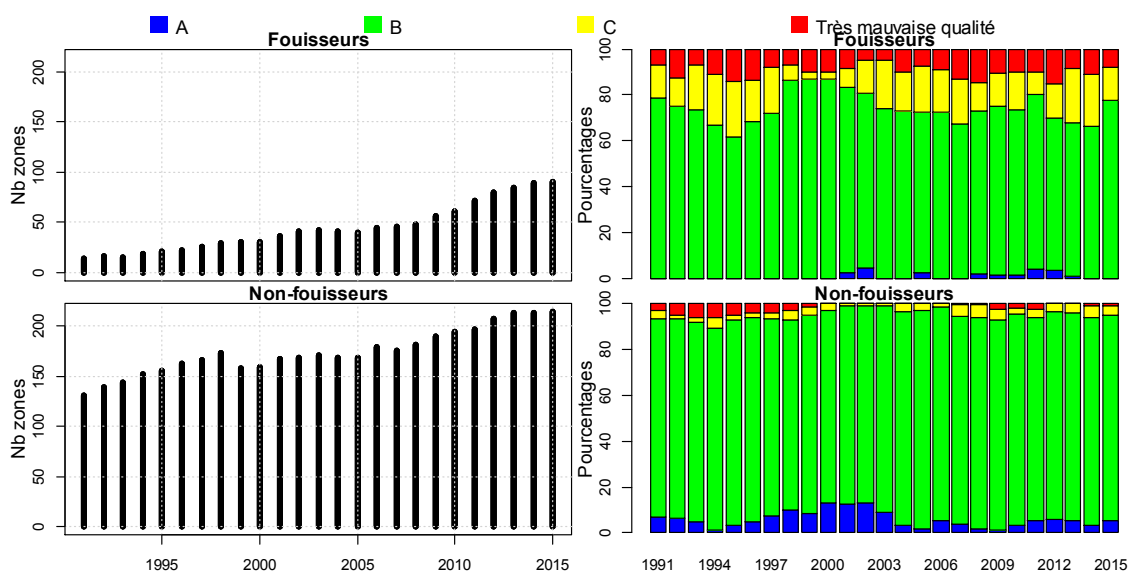 A B C Très mauvaise qualité
Fouisseurs
Nb zones
0 50 100 150 200
Fouisseurs
Pourcentages
0 20 40 60 80 100
Non-fouisseurs
Nb zones
0 50 100 150 200
1995 2000 2005 2010 2015
Non-fouisseurs
Pourcentages
0 20 40 60 80 100
1991 1994 1997 2000 2003 2006 2009 2012 2015